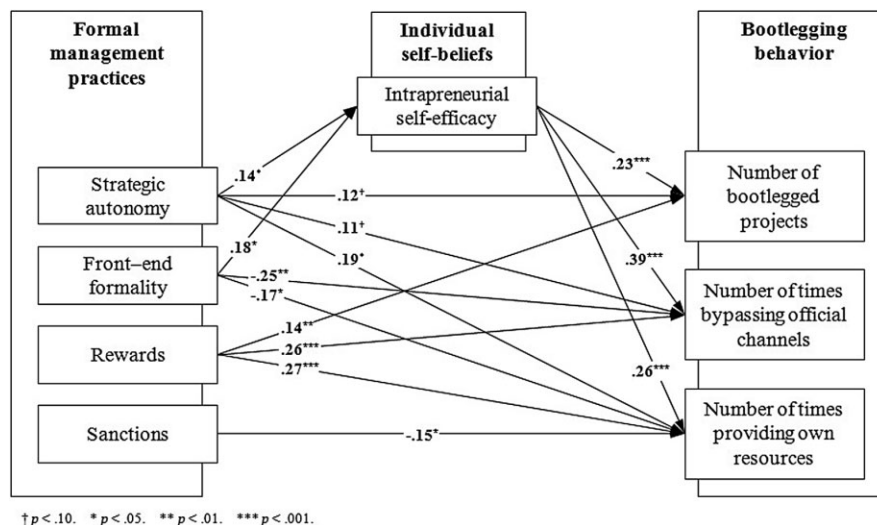 Formal
management
practices
Individual
self-beliefs
Bootlegging
behavior
Intrapreneurial
self-efficacy
Strategic
autonomy
Front–end
formality
Rewards
Sanctions
Number of
bootlegged
projects
Number of times
bypassing official
channels
Number of times
providing own
resources
.14*
.23***
.12†
.11†
.18*
.19*
.39***
-.25**
-.17*
.14**
.26***
.27***
.26***
-.15*
† p < .10. * p < .05. ** p < .01. *** p < .001.